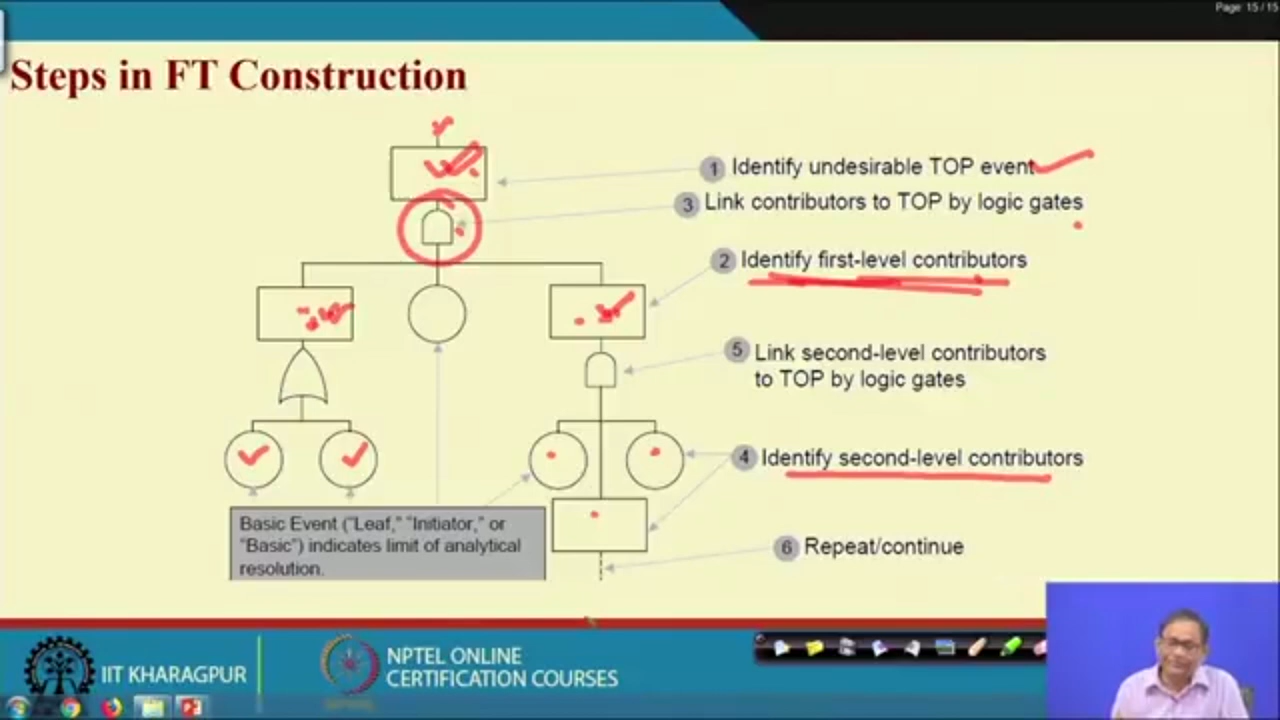 Page: 15/15
Steps in FT Construction
1 Identify undesirable TOP event
3 Link contributors to TOP by logic gates
2 Identify first-level contributors
5 Link second-level contributors
to TOP by logic gates
4 Identify second-level contributors
6 Repeat/continue
Basic Event ("Leaf," "Initiator," or
"Basic") indicates limit of analytical
resolution.
IIT KHARAGPUR
NPTEL ONLINE
CERTIFICATION COURSES